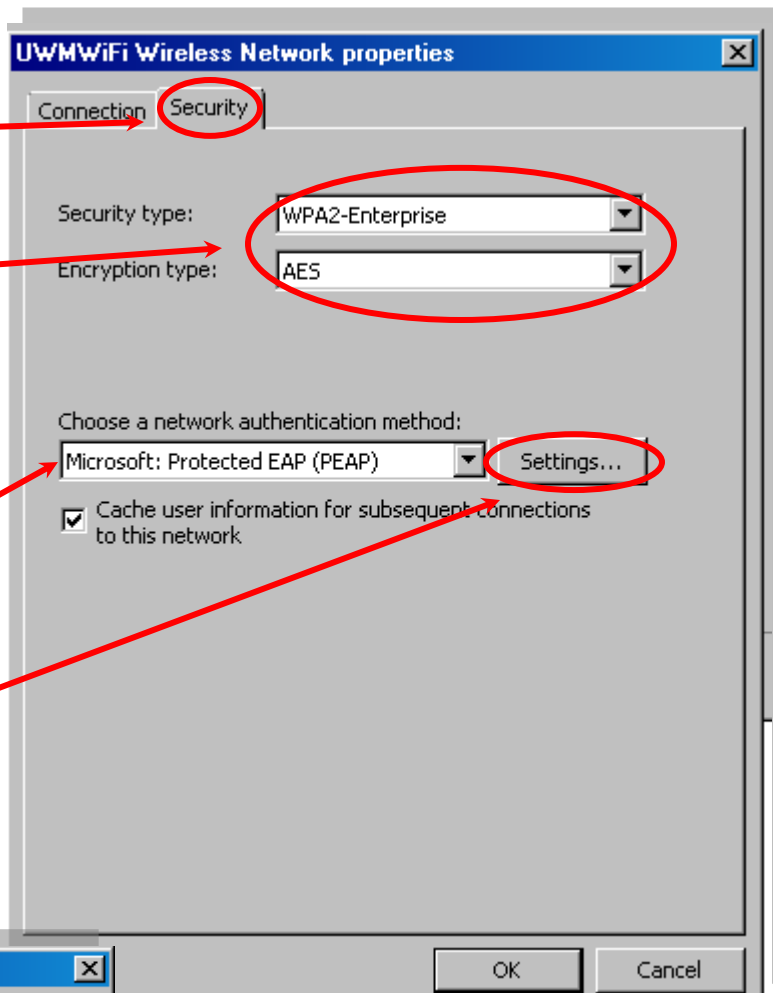 UWMWiFi Wireless Network properties
Connection Security
Security type: WPA2-Enterprise
Encryption type: AES
Choose a network authentication method:
Microsoft: Protected EAP (PEAP) Settings...
Cache user information for subsequent connections
to this network
OK Cancel